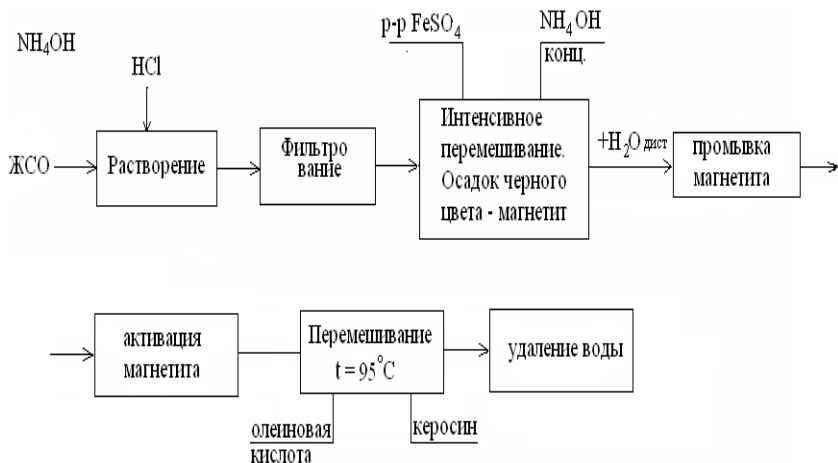 р-р FeSO₄
NH₄OH
конц.
NH₄OH
HCl
ЖСО
Растворение
Фильтро
вание
Интенсивное
перемешивание.
Осадок черного
цвета - магнетит
+H₂O дист
промывка
магнетита
активация
магнетита
Перемешивание
t = 95°C
удаление воды
олеиновая
кислота
керосин